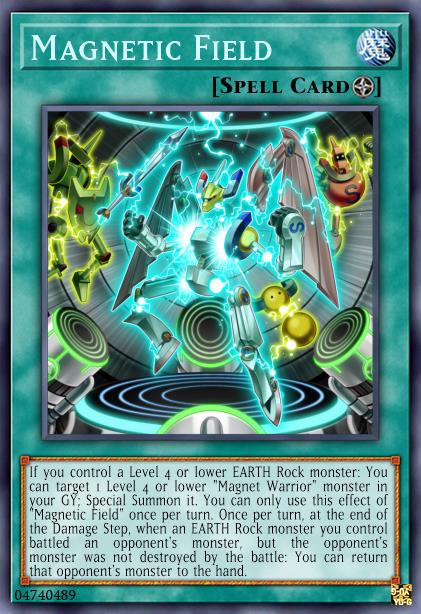 MAGNETIC FIELD
[SPELL CARD]
If you control a Level 4 or lower EARTH Rock monster: You
can target 1 Level 4 or lower "Magnet Warrior" monster in
your GY; Special Summon it. You can only use this effect of
"Magnetic Field" once per turn. Once per turn, at the end of
the Damage Step, when an EARTH Rock monster you control
battled an opponent's monster, but the opponent's
monster was not destroyed by the battle: You can return
that opponent's monster to the hand.
04740489